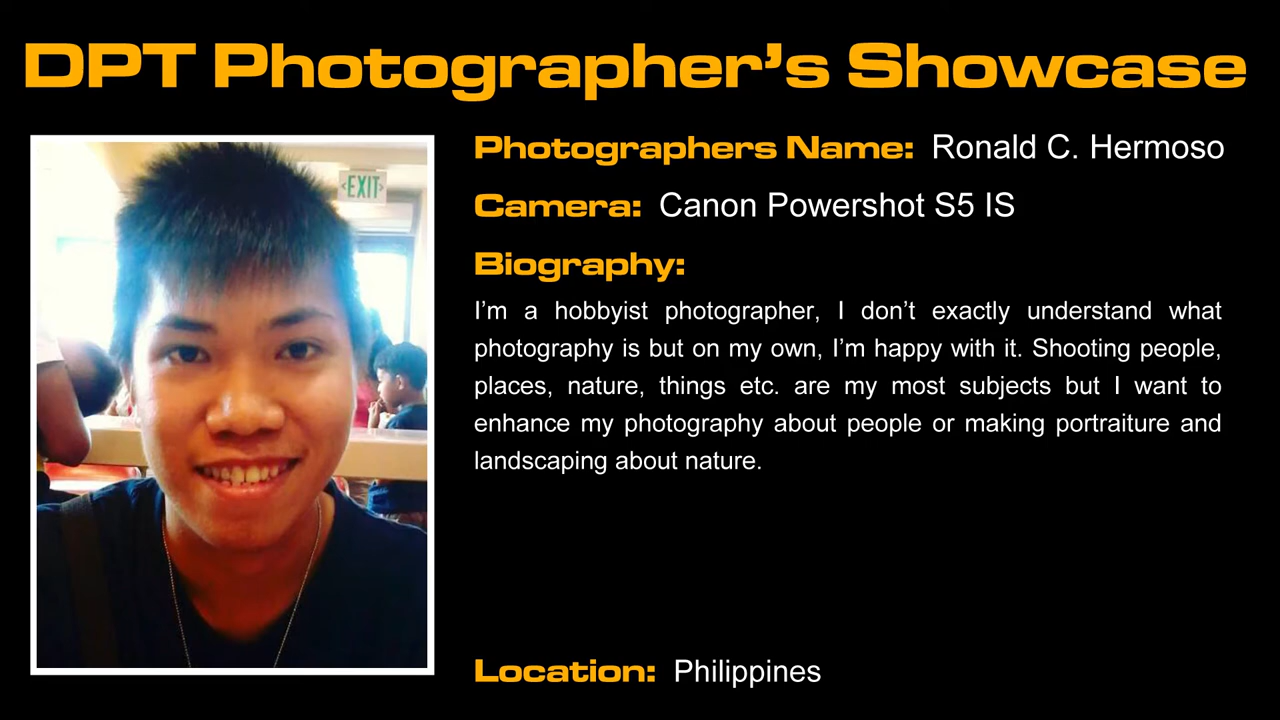 DPT Photographer's Showcase
EXIT
Photographers Name: Ronald C. Hermoso
Camera: Canon Powershot S5 IS
Biography:
I'm a hobbyist photographer, I don't exactly understand what
photography is but on my own, I'm happy with it. Shooting people,
places, nature, things etc. are my most subjects but I want to
enhance my photography about people or making portraiture and
landscaping about nature.
Location: Philippines